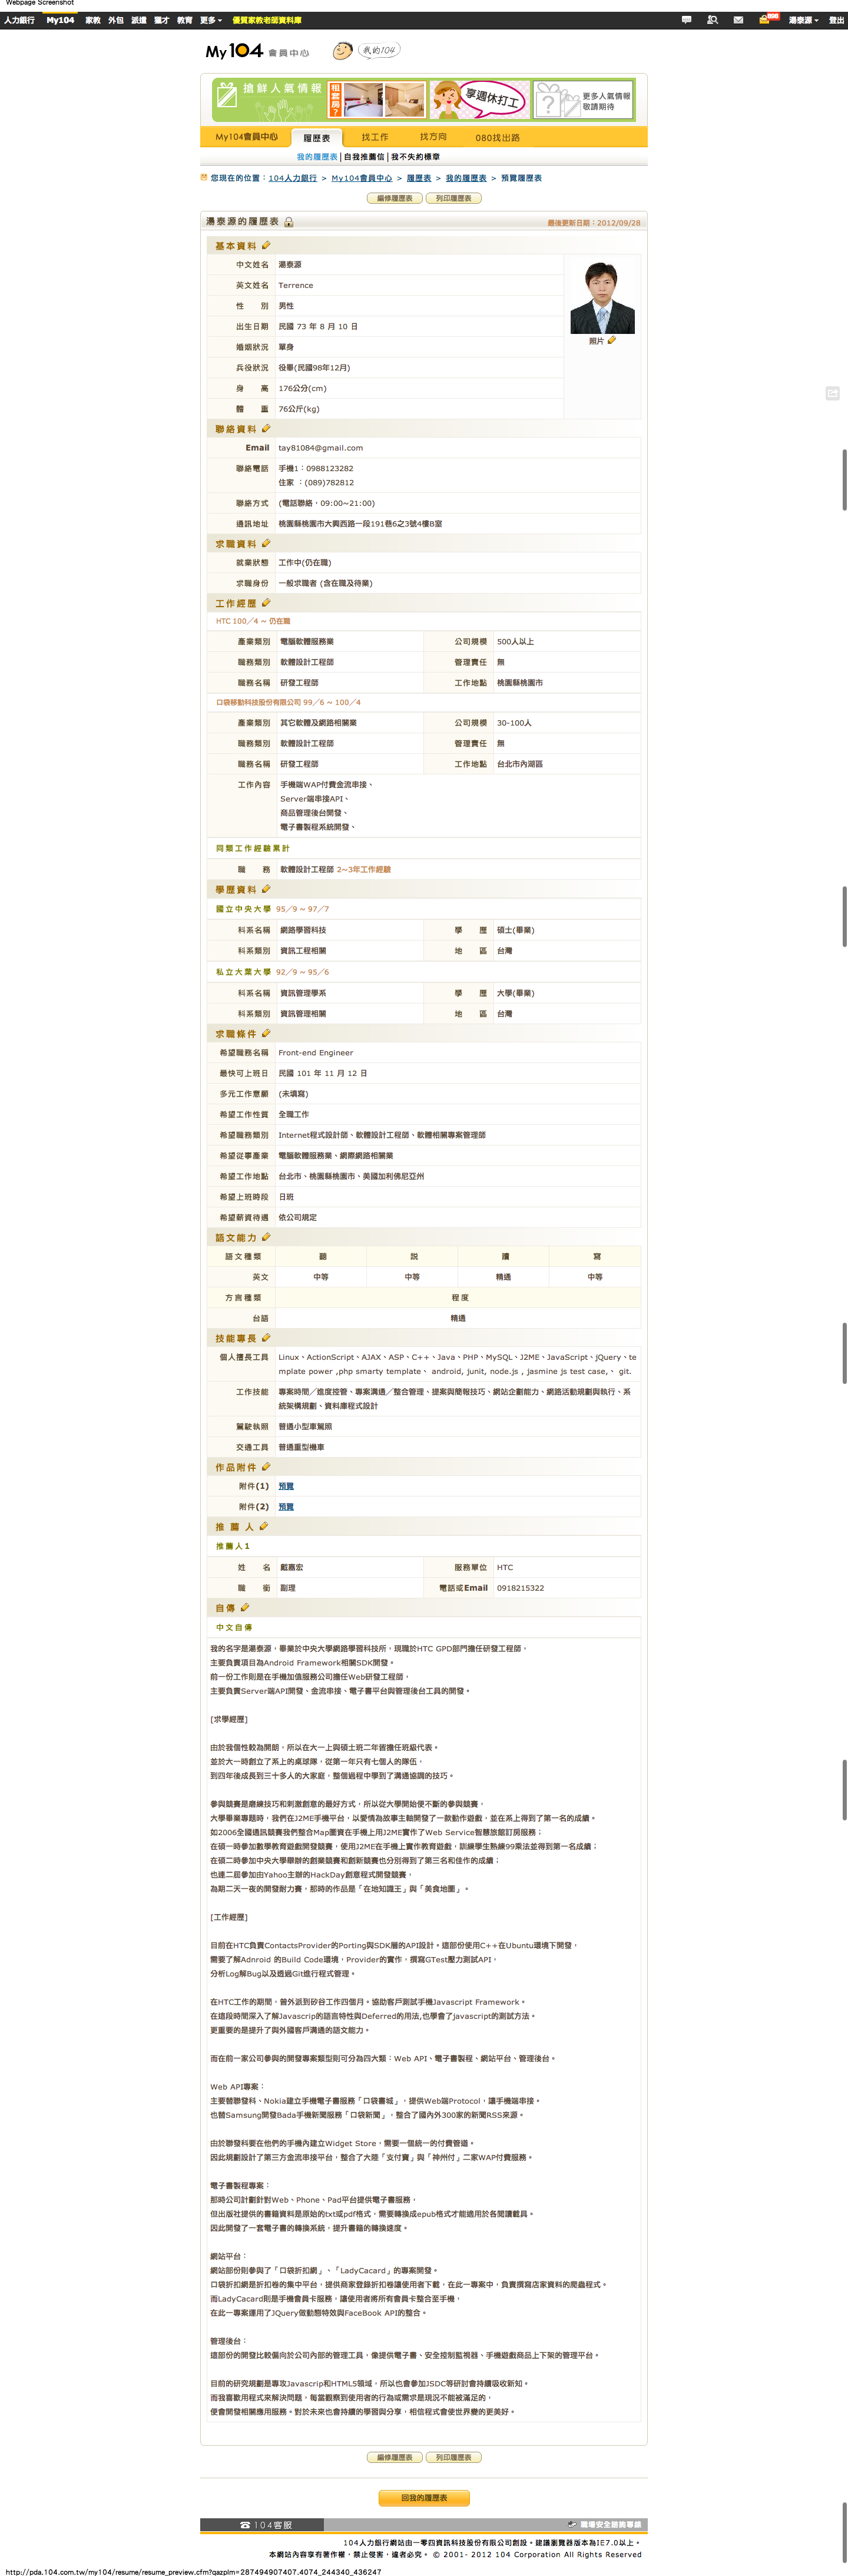 Webpage Screenshot
人力銀行 My104 家教 外包 派遣 獵才 教育 更多 優質家教老師資料庫 湯泰源 登出
My104 會員中心 我的104
搶鮮人氣情報 租套房? 享週休打工 更多人氣情報
敬請期待
My104會員中心 履歷表 找工作 找方向 080找出路
我的履歷表 | 自我推薦信 | 我不失約標章
您現在的位置：104人力銀行 > My104會員中心 > 履歷表 > 我的履歷表 > 預覽履歷表
編修履歷表 列印履歷表
湯泰源的履歷表 最後更新日期：2012/09/28
基本資料
中文姓名 湯泰源
英文姓名 Terrence
性 別 男性
出生日期 民國 73 年 8 月 10 日
照片
婚姻狀況 單身
兵役狀況 役畢(民國98年12月)
身 高 176公分(cm)
體 重 76公斤(kg)
聯絡資料
Email tay81084@gmail.com
聯絡電話 手機1：0988123282
住家 ：(089)782812
聯絡方式 (電話聯絡，09:00~21:00)
通訊地址 桃園縣桃園市大興西路一段191巷6之3號4樓B室
求職資料
就業狀態 工作中(仍在職)
求職身份 一般求職者 (含在職及待業)
工作經歷
HTC 100／4 ~ 仍在職
產業類別 電腦軟體服務業 公司規模 500人以上
職務類別 軟體設計工程師 管理責任 無
職務名稱 研發工程師 工作地點 桃園縣桃園市
口袋移動科技股份有限公司 99／6 ~ 100／4
產業類別 其它軟體及網路相關業 公司規模 30-100人
職務類別 軟體設計工程師 管理責任 無
職務名稱 研發工程師 工作地點 台北市內湖區
工作內容 手機端WAP付費金流串接、
Server端串接API、
商品管理後台開發、
電子書製程系統開發、
同類工作經驗累計
職 務 軟體設計工程師 2~3年工作經驗
學歷資料
國立中央大學 95／9 ~ 97／7
科系名稱 網路學習科技 學 歷 碩士(畢業)
科系類別 資訊工程相關 地 區 台灣
私立大葉大學 92／9 ~ 95／6
科系名稱 資訊管理學系 學 歷 大學(畢業)
科系類別 資訊管理相關 地 區 台灣
求職條件
希望職務名稱 Front-end Engineer
最快可上班日 民國 101 年 11 月 12 日
多元工作意願 (未填寫)
希望工作性質 全職工作
希望職務類別 Internet程式設計師、軟體設計工程師、軟體相關專案管理師
希望從事產業 電腦軟體服務業、網際網路相關業
希望工作地點 台北市、桃園縣桃園市、美國加利佛尼亞州
希望上班時段 日班
希望薪資待遇 依公司規定
語文能力
語文種類 聽 說 讀 寫
英文 中等 中等 精通 中等
方言種類 程度
台語 精通
技能專長
個人擅長工具 Linux、ActionScript、AJAX、ASP、C++、Java、PHP、MySQL、J2ME、JavaScript、jQuery、te
mplate power ,php smarty template、 android, junit, node.js , jasmine js test case,、 git.
工作技能 專案時間／進度控管、專案溝通／整合管理、提案與簡報技巧、網站企劃能力、網路活動規劃與執行、系
統架構規劃、資料庫程式設計
駕駛執照 普通小型車駕照
交通工具 普通重型機車
作品附件
附件(1) 預覽
附件(2) 預覽
推 薦 人
推薦人1
姓 名 戴嘉宏 服務單位 HTC
職 銜 副理 電話或Email 0918215322
自傳
中文自傳
我的名字是湯泰源，畢業於中央大學網路學習科技所，現職於HTC GPD部門擔任研發工程師，
主要負責項目為Android Framework相關SDK開發。
前一份工作則是在手機加值服務公司擔任Web研發工程師，
主要負責Server端API開發、金流串接、電子書平台與管理後台工具的開發。
[求學經歷]
由於我個性較為開朗，所以在大一上與碩士班二年皆擔任班級代表。
並於大一時創立了系上的桌球隊，從第一年只有七個人的隊伍，
到四年後成長到三十多人的大家庭，整個過程中學到了溝通協調的技巧。
參與競賽是磨練技巧和刺激創意的最好方式，所以從大學開始便不斷的參與競賽，
大學畢業專題時，我們在J2ME手機平台，以愛情為故事主軸開發了一款動作遊戲，並在系上得到了第一名的成績。
如2006全國通訊競賽我們整合Map圖資在手機上用J2ME實作了Web Service智慧旅館訂房服務；
在碩一時參加數學教育遊戲開發競賽，使用J2ME在手機上實作教育遊戲，訓練學生熟練99乘法並得到第一名成績；
在碩二時參加中央大學舉辦的創業競賽和創新競賽也分別得到了第三名和佳作的成績；
也連二屆參加由Yahoo主辦的HackDay創意程式開發競賽，
為期二天一夜的開發耐力賽，那時的作品是「在地知識王」與「美食地圖」。
[工作經歷]
目前在HTC負責ContactsProvider的Porting與SDK層的API設計。這部份使用C++在Ubuntu環境下開發，
需要了解Adnroid 的Build Code環境，Provider的實作，撰寫GTest壓力測試API，
分析Log解Bug以及透過Git進行程式管理。
在HTC工作的期間，曾外派到矽谷工作四個月。協助客戶測試手機Javascript Framework。
在這段時間深入了解Javascrip的語言特性與Deferred的用法,也學會了javascript的測試方法。
更重要的是提升了與外國客戶溝通的語文能力。
而在前一家公司參與的開發專案類型則可分為四大類：Web API、電子書製程、網站平台、管理後台。
Web API專案：
主要替聯發科、Nokia建立手機電子書服務「口袋書城」，提供Web端Protocol，讓手機端串接。
也替Samsung開發Bada手機新聞服務「口袋新聞」，整合了國內外300家的新聞RSS來源。
由於聯發科要在他們的手機內建立Widget Store，需要一個統一的付費管道。
因此規劃設計了第三方金流串接平台，整合了大陸「支付寶」與「神州付」二家WAP付費服務。
電子書製程專案：
那時公司計劃針對Web、Phone、Pad平台提供電子書服務，
但出版社提供的書籍資料是原始的txt或pdf格式，需要轉換成epub格式才能適用於各閱讀載具。
因此開發了一套電子書的轉換系統，提升書籍的轉換速度。
網站平台：
網站部份則參與了「口袋折扣網」、「LadyCacard」的專案開發。
口袋折扣網是折扣卷的集中平台，提供商家登錄折扣卷讓使用者下載，在此一專案中，負責撰寫店家資料的爬蟲程式。
而LadyCacard則是手機會員卡服務，讓使用者將所有會員卡整合至手機，
在此一專案運用了JQuery做動態特效與FaceBook API的整合。
管理後台：
這部份的開發比較偏向於公司內部的管理工具，像提供電子書、安全控制監視器、手機遊戲商品上下架的管理平台。
目前的研究規劃是專攻Javascrip和HTML5領域，所以也會參加JSDC等研討會持續吸收新知。
而我喜歡用程式來解決問題，每當觀察到使用者的行為或需求是現況不能被滿足的，
便會開發相關應用服務。對於未來也會持續的學習與分享，相信程式會使世界變的更美好。
編修履歷表 列印履歷表
回我的履歷表
104客服 職場安全諮詢專線
104人力銀行網站由一零四資訊科技股份有限公司創設。建議瀏覽器版本為IE7.0以上。
本網站內容享有著作權，禁止侵害，違者必究。 © 2001- 2012 104 Corporation All Rights Reserved
http://pda.104.com.tw/my104/resume/resume_preview.cfm?qazplm=287494907407.4074_244340_436247